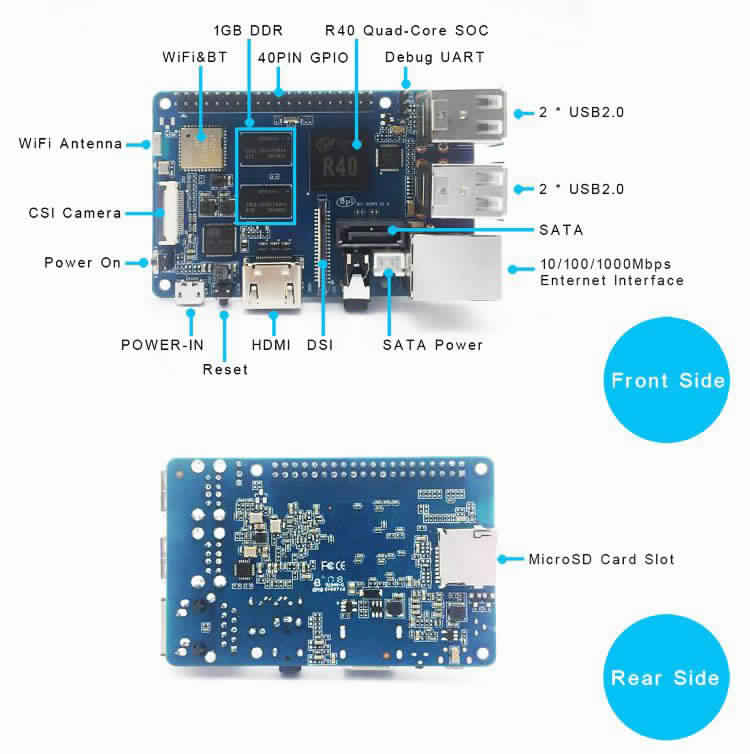 1GB DDR
R40 Quad-Core SOC
WiFi&BT
40PIN GPIO
Debug UART
2 * USB2.0
WiFi Antenna
R40
2 * USB2.0
CSI Camera
SATA
Power On
10/100/1000Mbps
Enternet Interface
POWER-IN
HDMI
DSI
SATA Power
Reset
Front Side
FC CE
MicroSD Card Slot
Rear Side